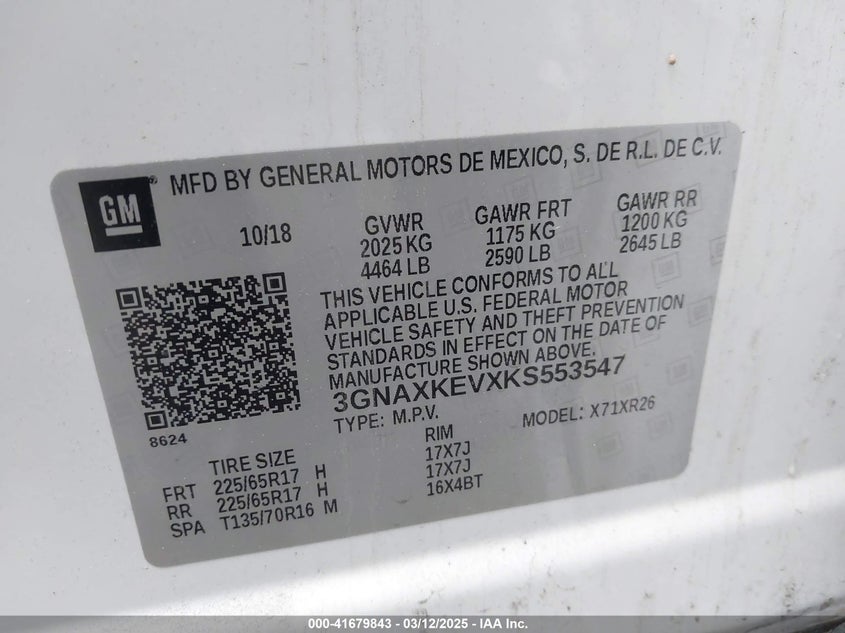 GM
MFD BY GENERAL MOTORS DE MEXICO, S. DE R.L. DE C.V.
10/18
GVWR
2025 KG
4464 LB
GAWR FRT
1175 KG
2590 LB
GAWR RR
1200 KG
2645 LB
THIS VEHICLE CONFORMS TO ALL
APPLICABLE U.S. FEDERAL MOTOR
VEHICLE SAFETY AND THEFT PREVENTION
STANDARDS IN EFFECT ON THE DATE OF
MANUFACTURE SHOWN ABOVE.
3GNAXKEVXKS553547
TYPE: M.P.V. MODEL: X71XR26
8624
TIRE SIZE RIM
FRT 225/65R17 H 17X7J
RR 225/65R17 H 17X7J
SPA T135/70R16 M 16X4BT
000-41679843 - 03/12/2025 - IAA Inc.